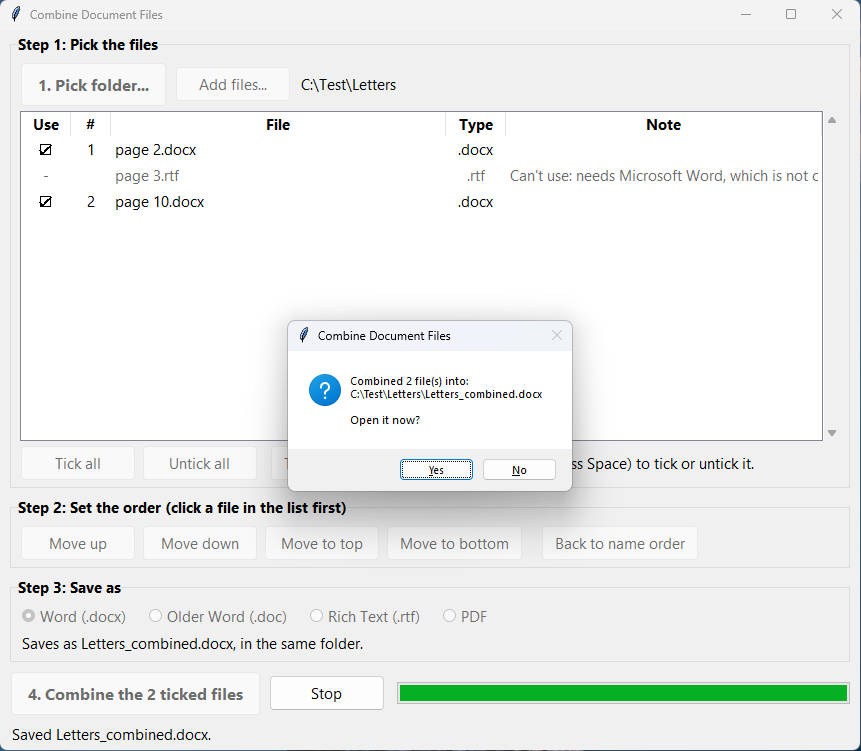 Combine Document Files
Step 1: Pick the files
1. Pick folder... Add files... C:\Test\Letters
Use # File Type Note
1 page 2.docx .docx
- page 3.rtf .rtf Can't use: needs Microsoft Word, which is not c
2 page 10.docx .docx
Combine Document Files
? Combined 2 file(s) into:
C:\Test\Letters\Letters_combined.docx
Open it now?
Yes No
Tick all Untick all Space) to tick or untick it.
Step 2: Set the order (click a file in the list first)
Move up Move down Move to top Move to bottom Back to name order
Step 3: Save as
Word (.docx) Older Word (.doc) Rich Text (.rtf) PDF
Saves as Letters_combined.docx, in the same folder.
4. Combine the 2 ticked files Stop
Saved Letters_combined.docx.